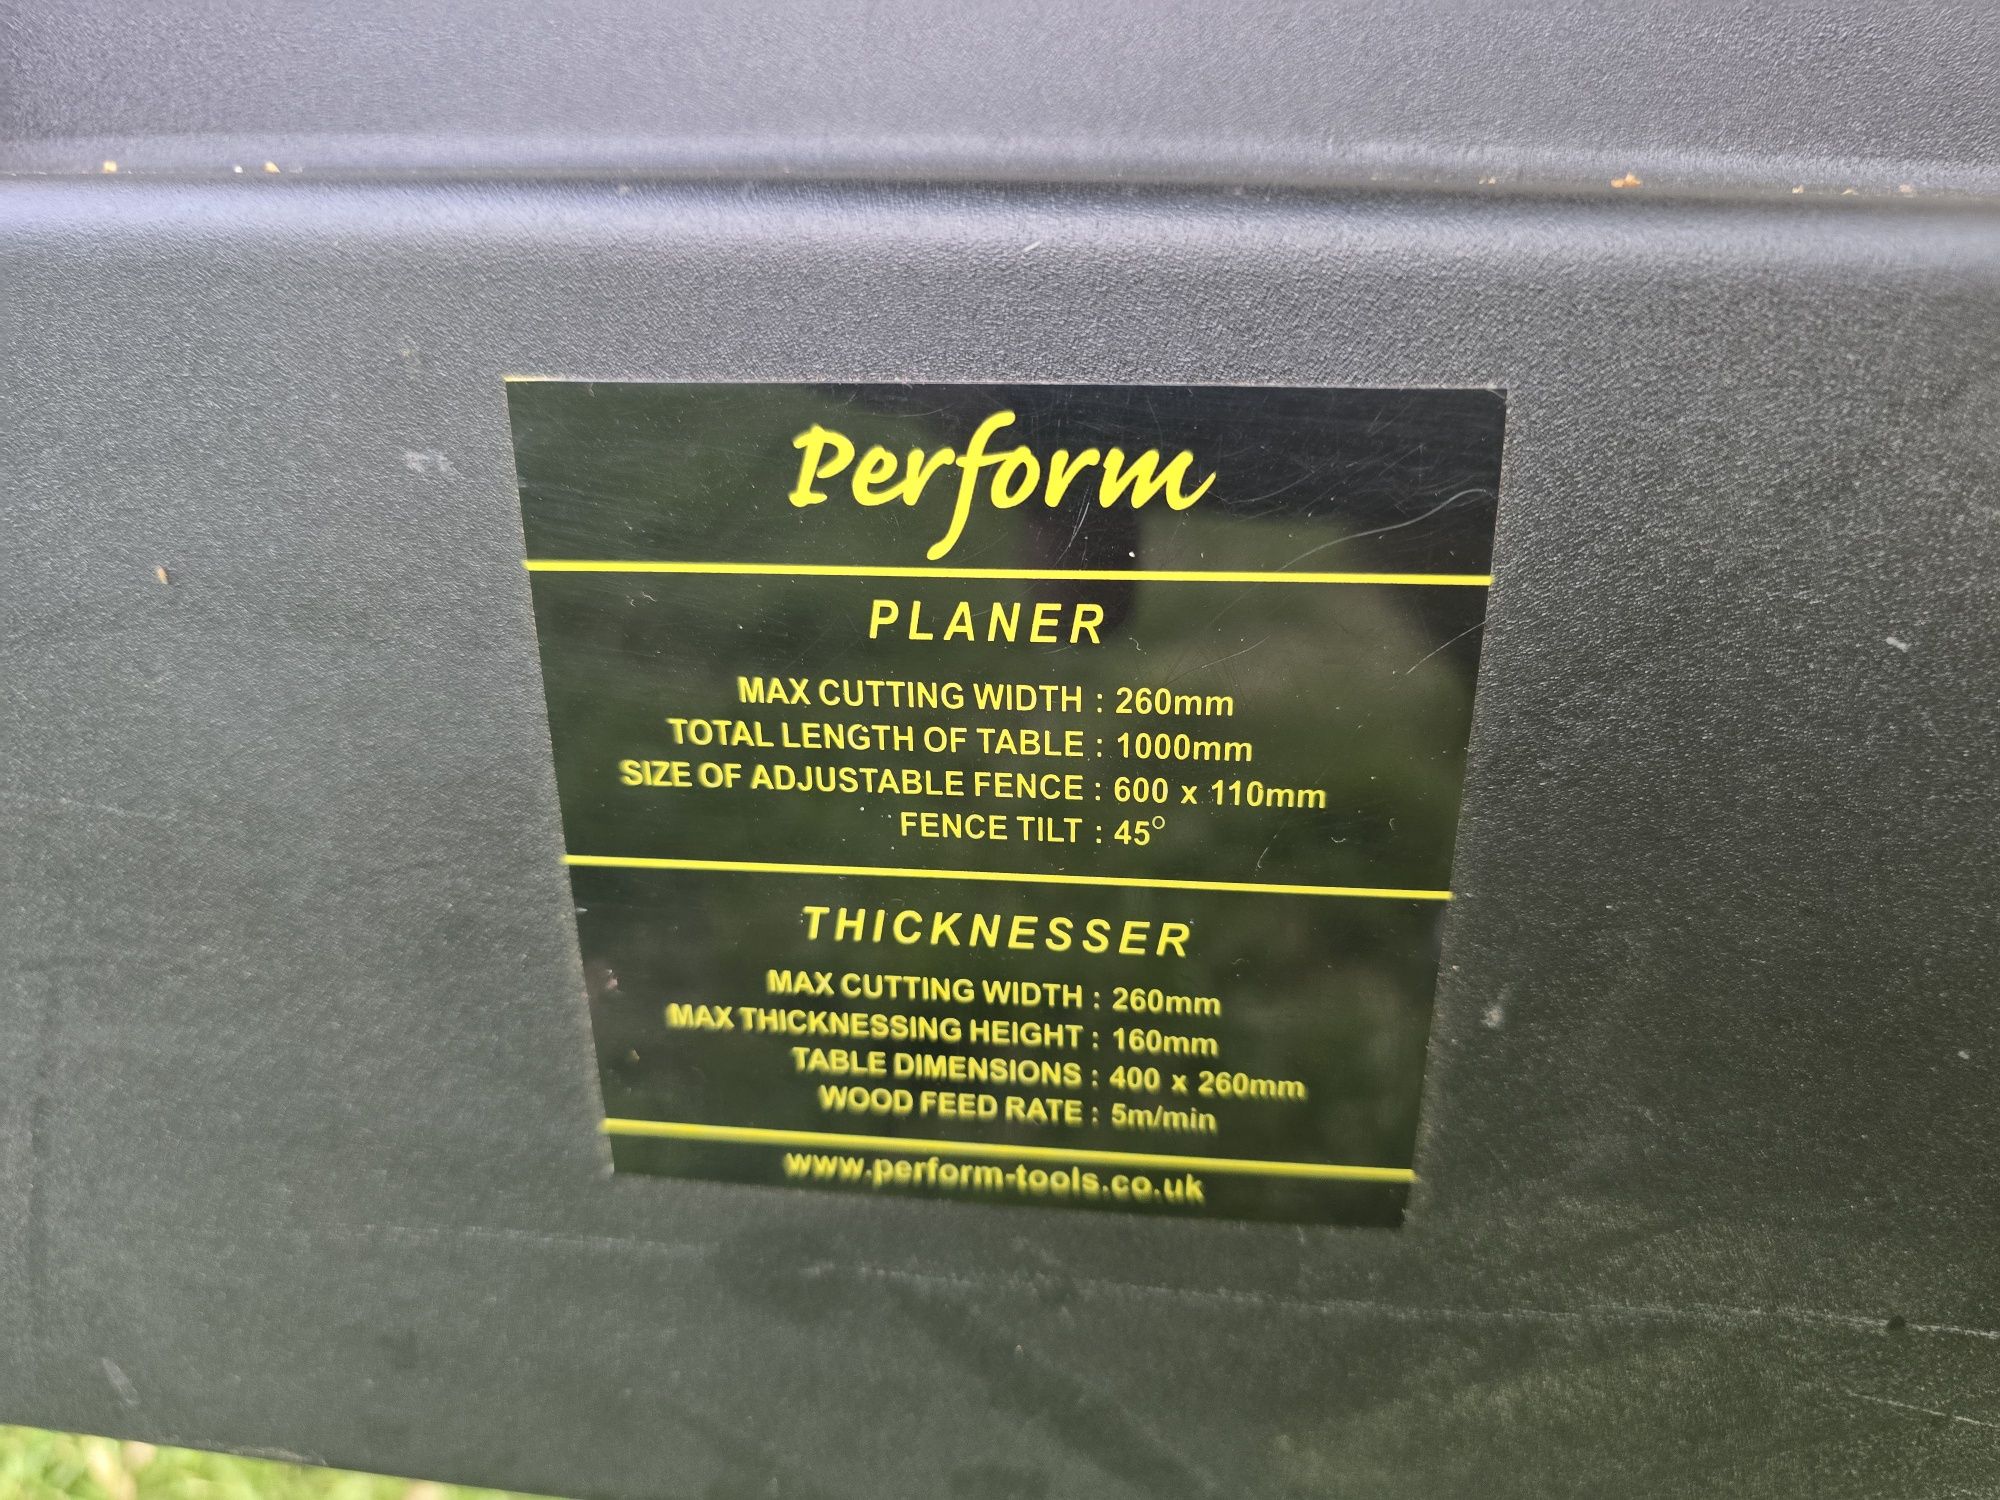 Perform
PLANER
MAX CUTTING WIDTH : 260mm
TOTAL LENGTH OF TABLE : 1000mm
SIZE OF ADJUSTABLE FENCE : 600 x 110mm
FENCE TILT : 45°
THICKNESSER
MAX CUTTING WIDTH : 260mm
MAX THICKNESSING HEIGHT : 160mm
TABLE DIMENSIONS : 400 x 260mm
WOOD FEED RATE : 5m/min
www.perform-tools.co.uk